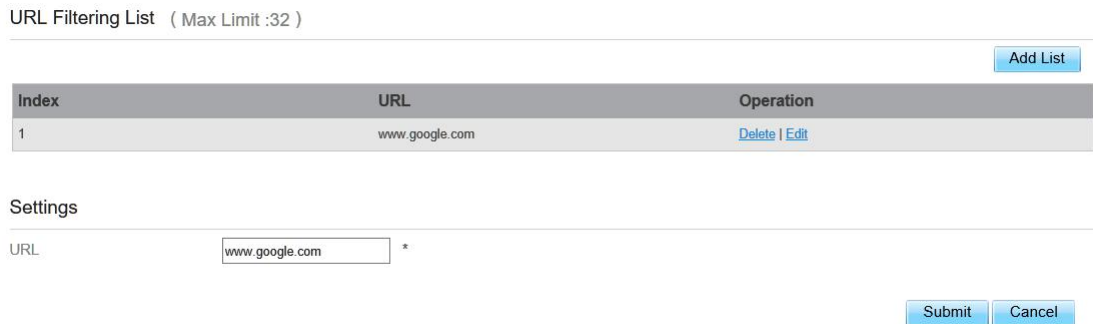 URL Filtering List ( Max Limit :32 )
Add List
Index URL Operation
1 www.google.com Delete | Edit
Settings
URL www.google.com *
Submit Cancel